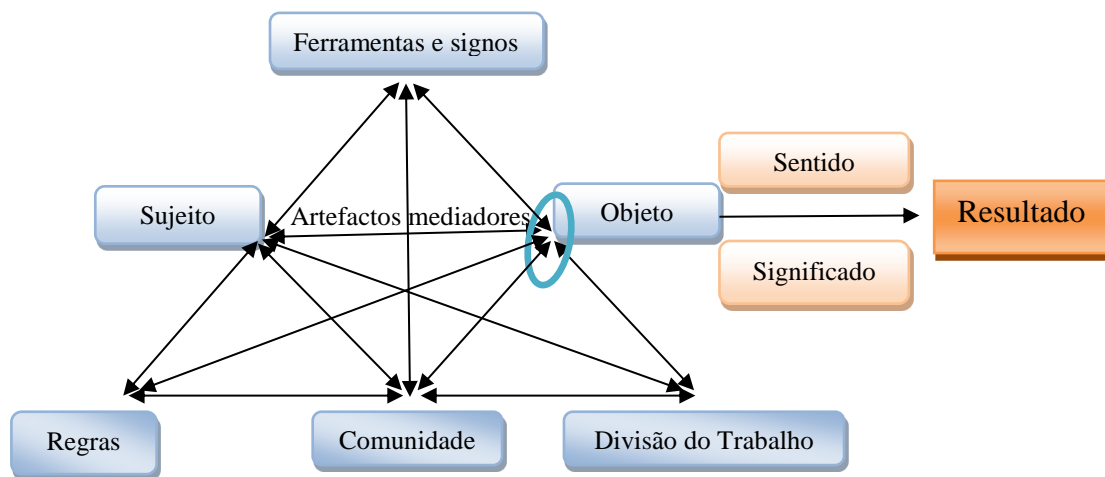 Ferramentas e signos
Sentido
Sujeito
Artefactos mediadores
Objeto
Resultado
Significado
Regras
Comunidade
Divisão do Trabalho